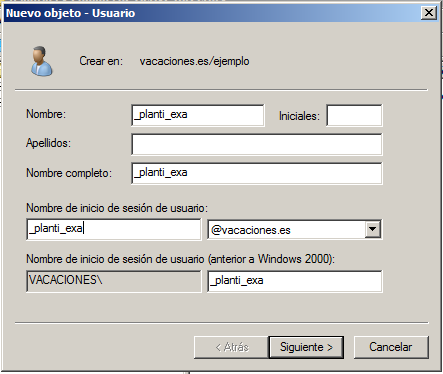 Nuevo objeto - Usuario
Crear en: vacaciones.es/ejemplo
Nombre: _planti_exa Iniciales:
Apellidos:
Nombre completo: _planti_exa
Nombre de inicio de sesión de usuario:
_planti_exa @vacaciones.es
Nombre de inicio de sesión de usuario (anterior a Windows 2000):
VACACIONES\ _planti_exa
< Atrás Siguiente > Cancelar